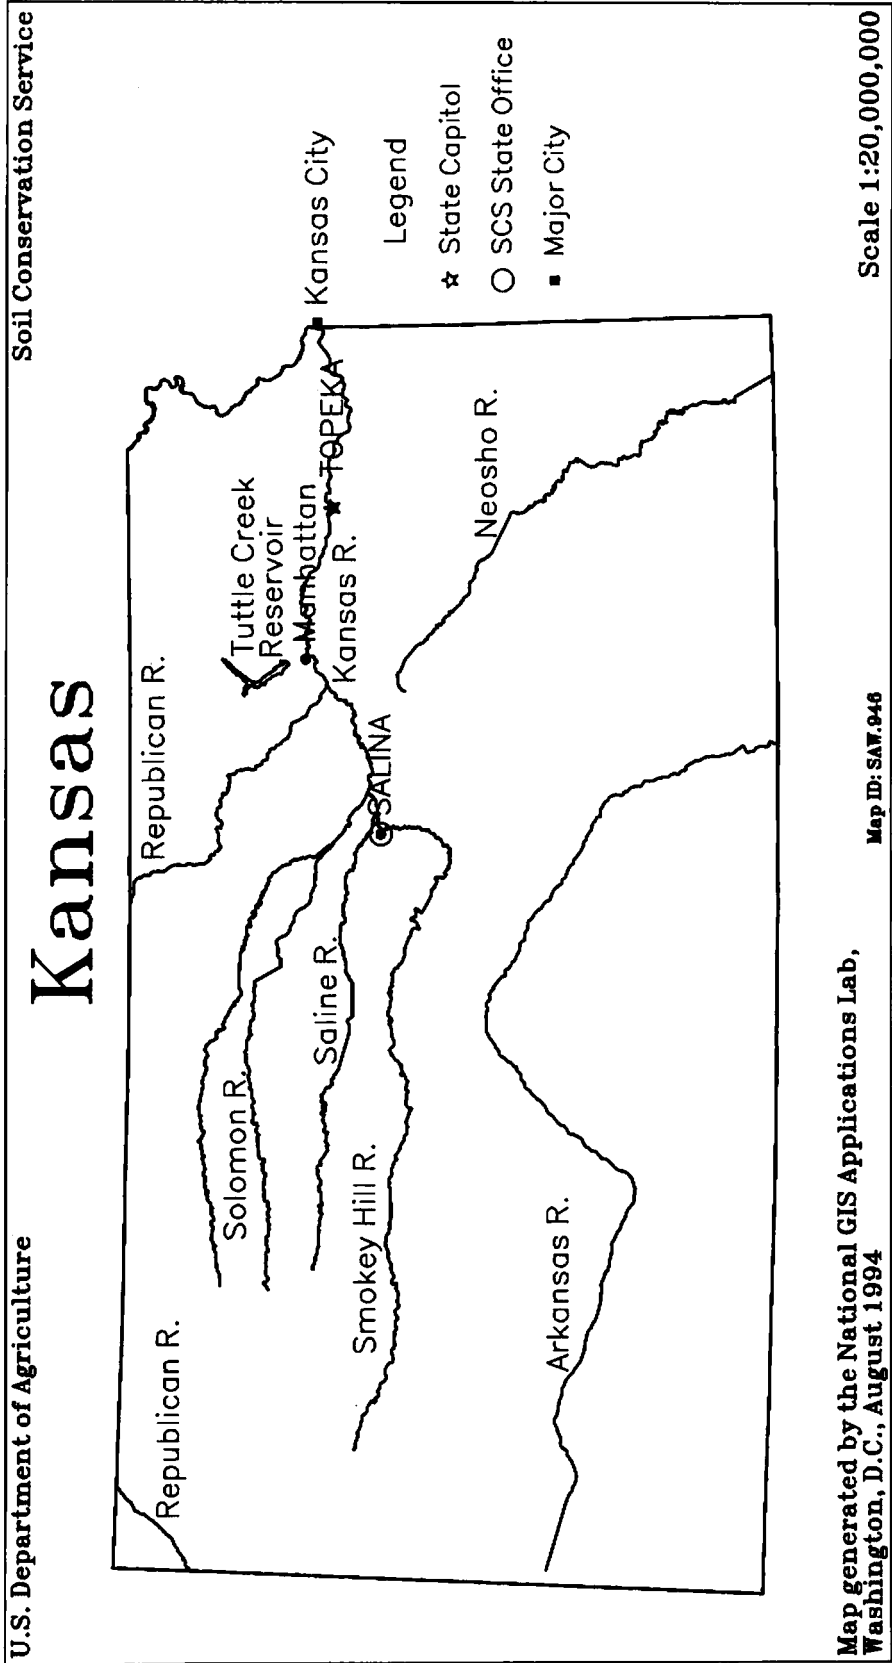 U.S. Department of Agriculture
Soil Conservation Service
Kansas
Republican R.
Republican R.
Tuttle Creek
Reservoir
Manhattan
TOPEKA
Kansas City
Kansas R.
Solomon R.
Saline R.
SALINA
Smokey Hill R.
Neosho R.
Arkansas R.
Legend
State Capitol
SCS State Office
Major City
Map generated by the National GIS Applications Lab,
Washington, D.C., August 1994
Map ID: SAW.946
Scale 1:20,000,000